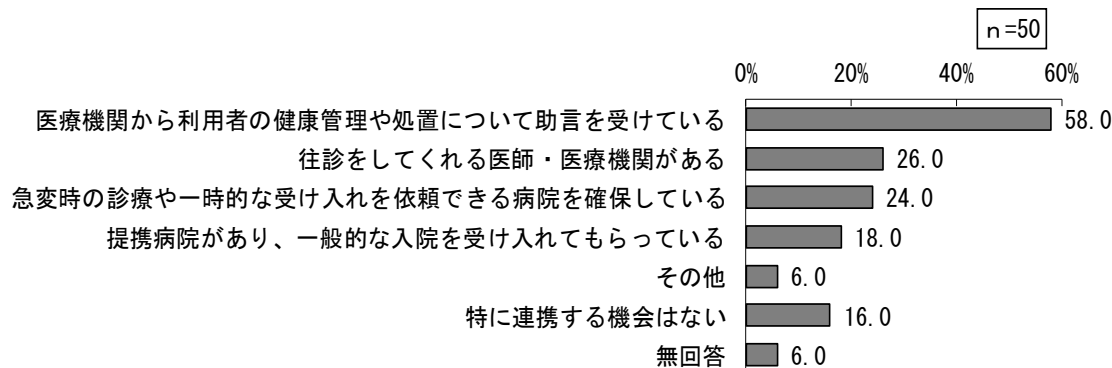 ｎ=50
0% 20% 40% 60%
医療機関から利用者の健康管理や処置について助言を受けている 58.0
往診をしてくれる医師・医療機関がある 26.0
急変時の診療や一時的な受け入れを依頼できる病院を確保している 24.0
提携病院があり、一般的な入院を受け入れてもらっている 18.0
その他 6.0
特に連携する機会はない 16.0
無回答 6.0